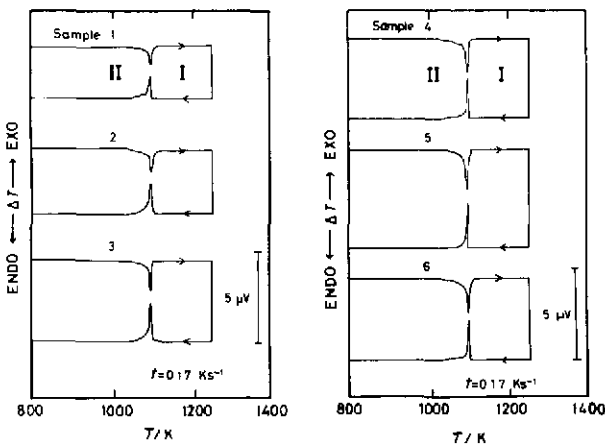 Sample 1
II I
2
3
ENDO ← ΔT → EXO
5 μV
Ṫ=0.17 Ks⁻¹
800 1000 1200 1400
T/K
Sample 4
II I
5
6
ENDO ← ΔT → EXO
5 μV
Ṫ=0.17 Ks⁻¹
800 1000 1200 1400
T/K